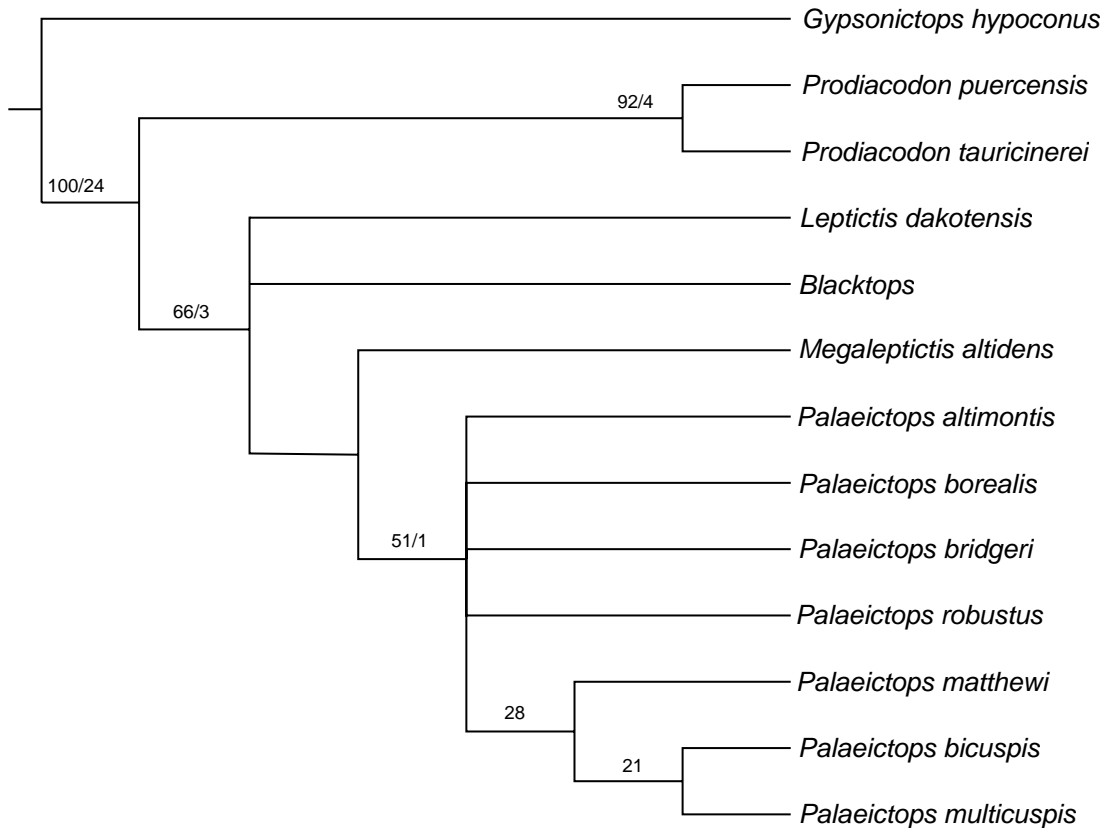 Gypsonictops hypoconus
Prodiacodon puercensis
92/4
Prodiacodon tauricinerei
100/24
Leptictis dakotensis
Blacktops
66/3
Megaleptictis altidens
Palaeictops altimontis
Palaeictops borealis
51/1
Palaeictops bridgeri
Palaeictops robustus
Palaeictops matthewi
28
Palaeictops bicuspis
21
Palaeictops multicuspis